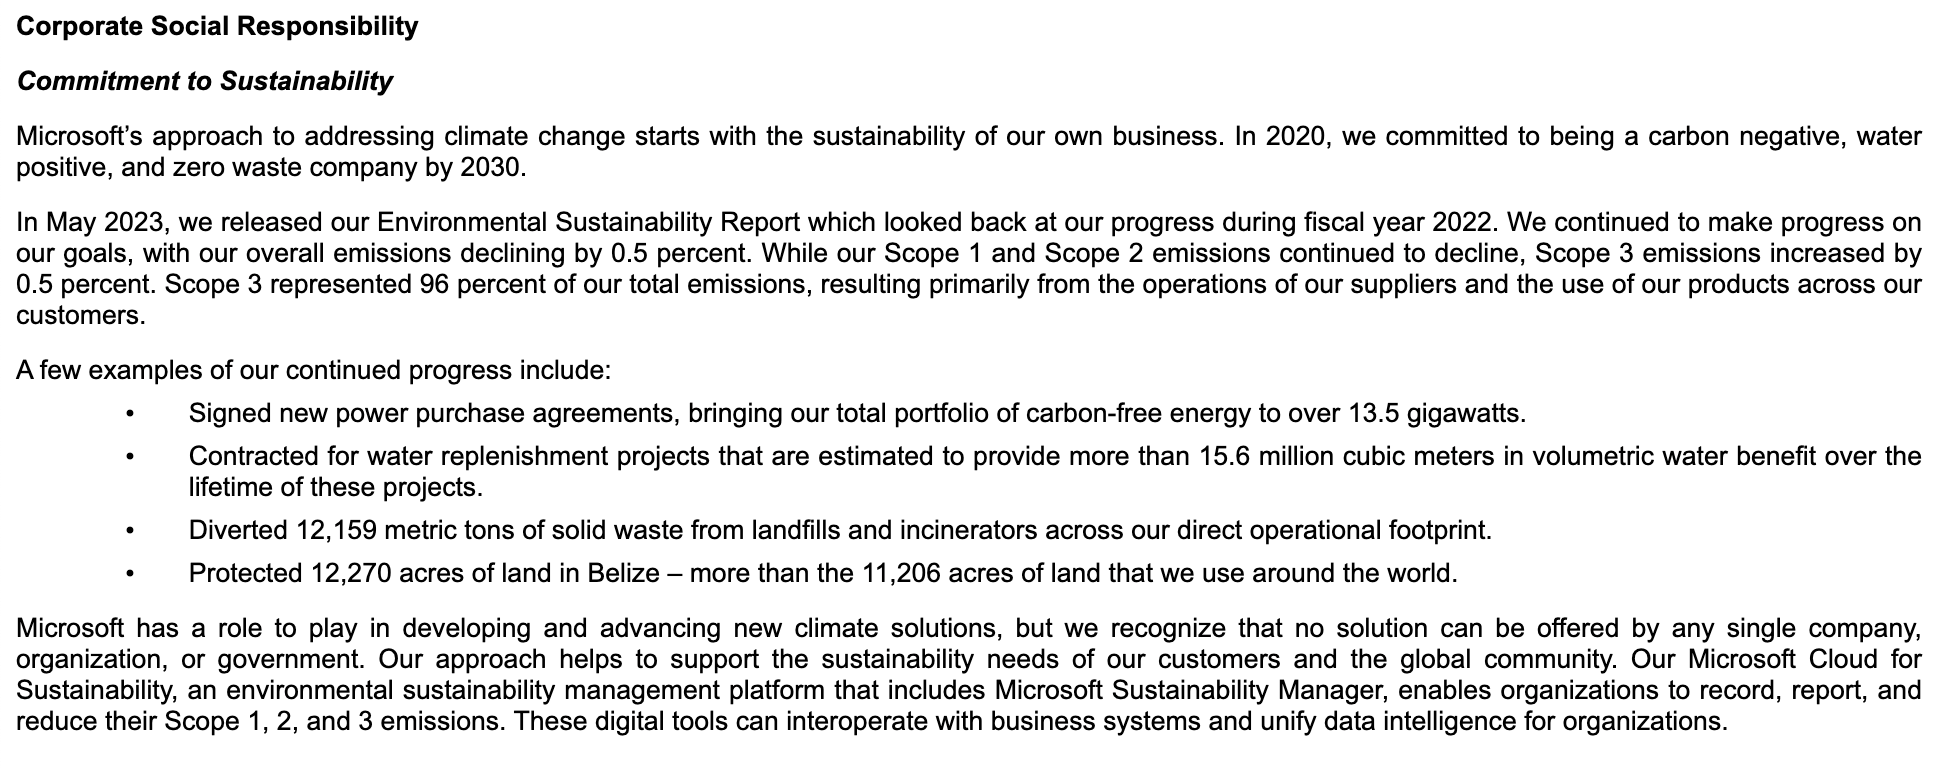 Corporate Social Responsibility
Commitment to Sustainability
Microsoft’s approach to addressing climate change starts with the sustainability of our own business. In 2020, we committed to being a carbon negative, water
positive, and zero waste company by 2030.
In May 2023, we released our Environmental Sustainability Report which looked back at our progress during fiscal year 2022. We continued to make progress on
our goals, with our overall emissions declining by 0.5 percent. While our Scope 1 and Scope 2 emissions continued to decline, Scope 3 emissions increased by
0.5 percent. Scope 3 represented 96 percent of our total emissions, resulting primarily from the operations of our suppliers and the use of our products across our
customers.
A few examples of our continued progress include:
• Signed new power purchase agreements, bringing our total portfolio of carbon-free energy to over 13.5 gigawatts.
• Contracted for water replenishment projects that are estimated to provide more than 15.6 million cubic meters in volumetric water benefit over the
lifetime of these projects.
• Diverted 12,159 metric tons of solid waste from landfills and incinerators across our direct operational footprint.
• Protected 12,270 acres of land in Belize – more than the 11,206 acres of land that we use around the world.
Microsoft has a role to play in developing and advancing new climate solutions, but we recognize that no solution can be offered by any single company,
organization, or government. Our approach helps to support the sustainability needs of our customers and the global community. Our Microsoft Cloud for
Sustainability, an environmental sustainability management platform that includes Microsoft Sustainability Manager, enables organizations to record, report, and
reduce their Scope 1, 2, and 3 emissions. These digital tools can interoperate with business systems and unify data intelligence for organizations.